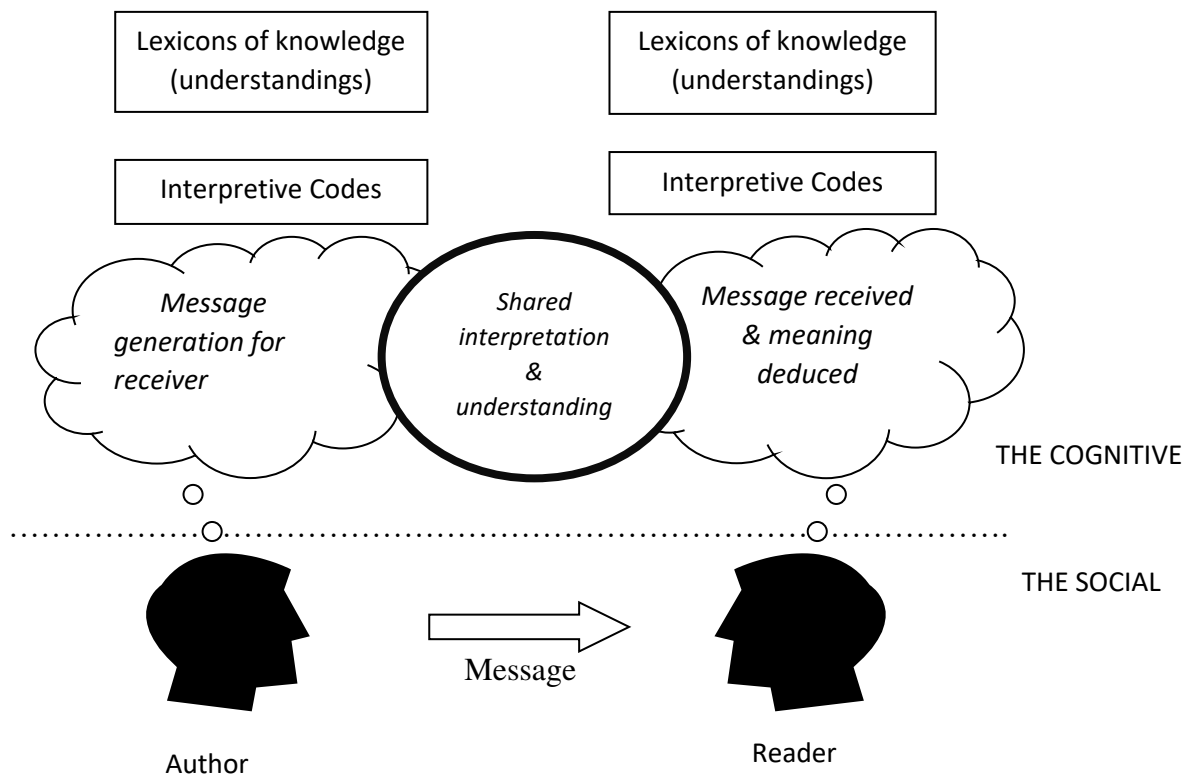 Lexicons of knowledge
(understandings)
Lexicons of knowledge
(understandings)
Interpretive Codes
Interpretive Codes
Message
generation for
receiver
Shared
interpretation
&
understanding
Message received
& meaning
deduced
THE COGNITIVE
THE SOCIAL
Message
Author
Reader